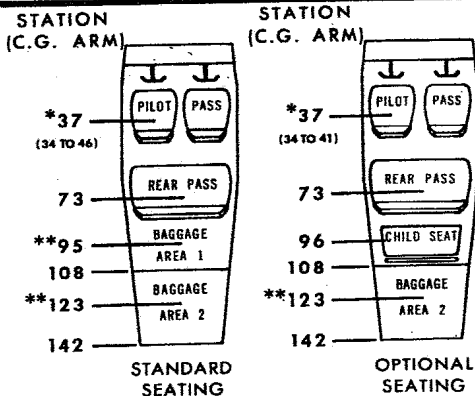 STATION
(C.G. ARM)
*37
(34 TO 46)
73
**95
108
**123
142
PILOT
PASS
REAR PASS
BAGGAGE
AREA 1
BAGGAGE
AREA 2
STANDARD
SEATING
STATION
(C.G. ARM)
*37
(34 TO 41)
73
96
108
**123
142
PILOT
PASS
REAR PASS
CHILD SEAT
BAGGAGE
AREA 2
OPTIONAL
SEATING